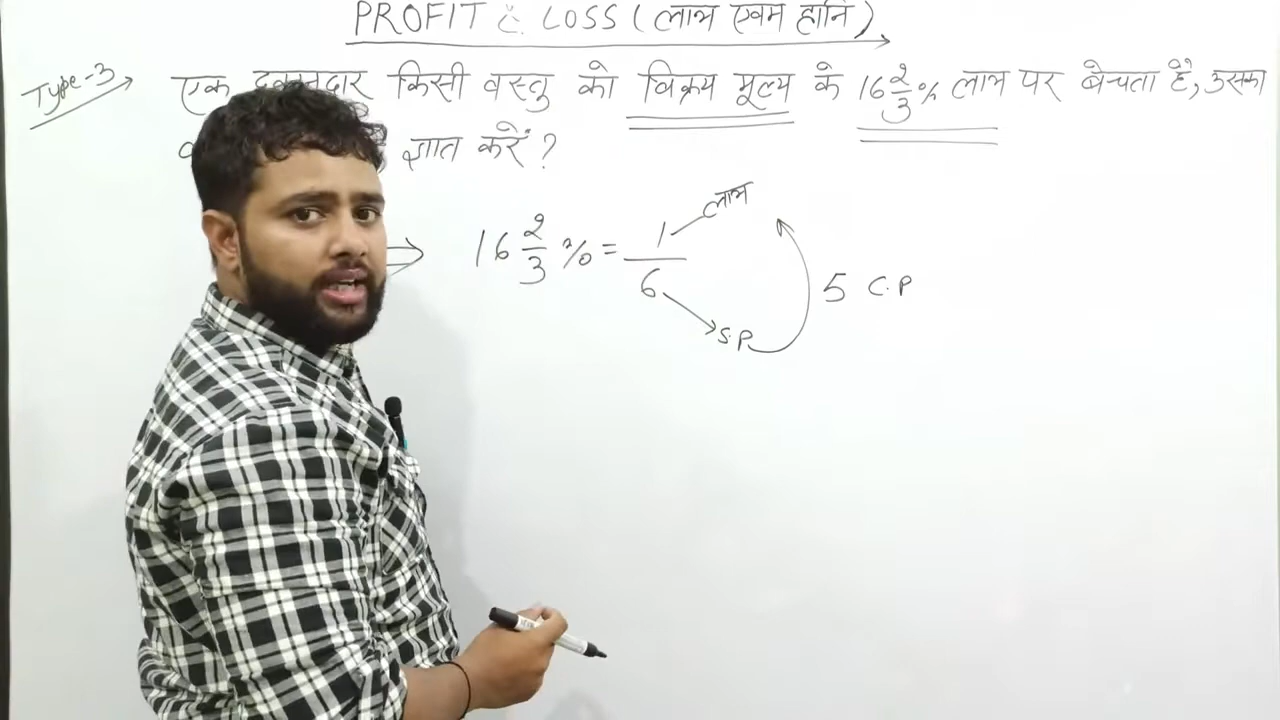 PROFIT & LOSS ( लाभ एवम हानि )
Type-3 एक दुकानदार किसी वस्तु को विक्रय मूल्य के 16 2/3 % लाभ पर बेचता है, उसका
ज्ञात करें ?
लाभ
16 2/3 % = 1/6
5 C.P
S.P